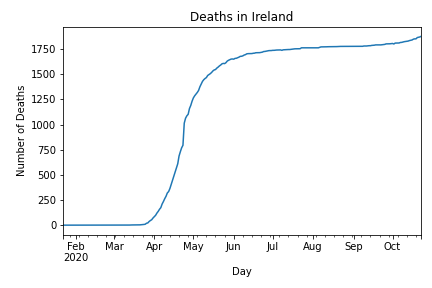 Deaths in Ireland
1750
1500
1250
1000
750
500
250
0
Number of Deaths
Feb Mar Apr May Jun Jul Aug Sep Oct
2020
Day